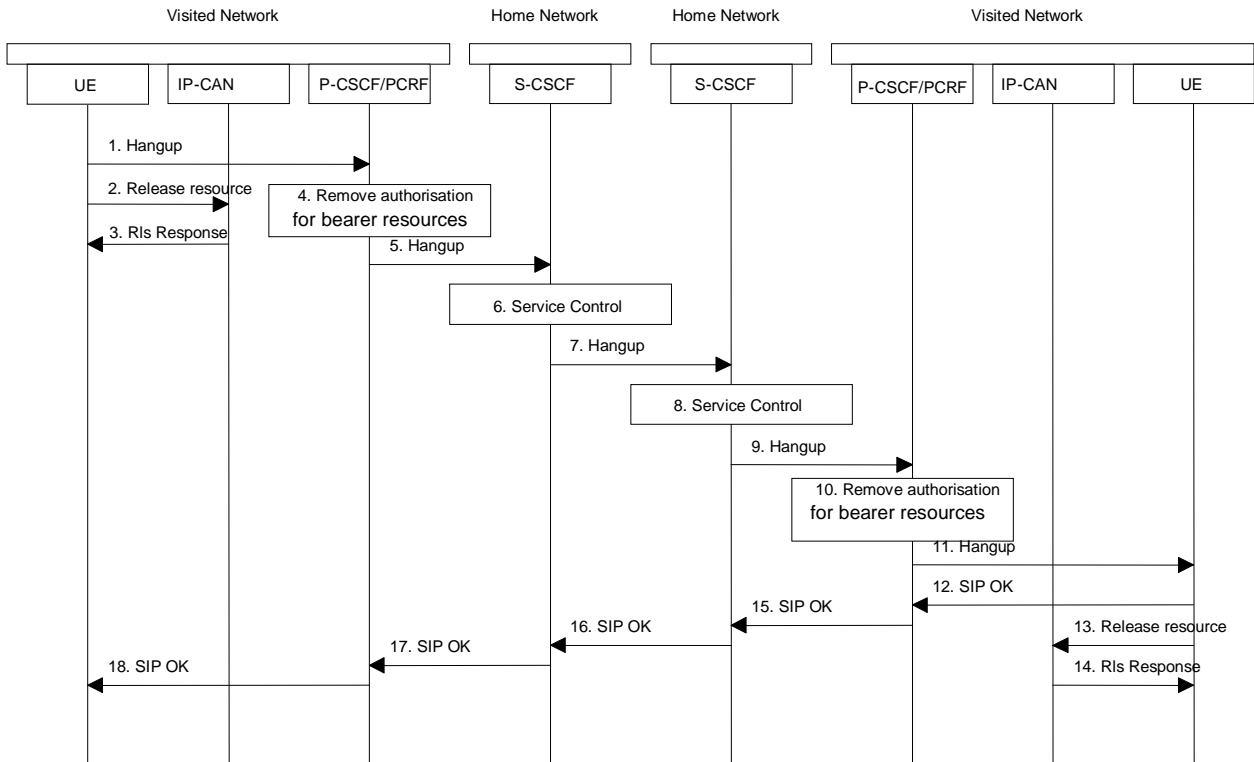 Visited Network
Home Network
Home Network
Visited Network
UE
IP-CAN
P-CSCF/PCRF
S-CSCF
S-CSCF
P-CSCF/PCRF
IP-CAN
UE
1. Hangup
2. Release resource
3. Rls Response
4. Remove authorisation
for bearer resources
5. Hangup
6. Service Control
7. Hangup
8. Service Control
9. Hangup
10. Remove authorisation
for bearer resources
11. Hangup
12. SIP OK
15. SIP OK
16. SIP OK
13. Release resource
17. SIP OK
14. Rls Response
18. SIP OK